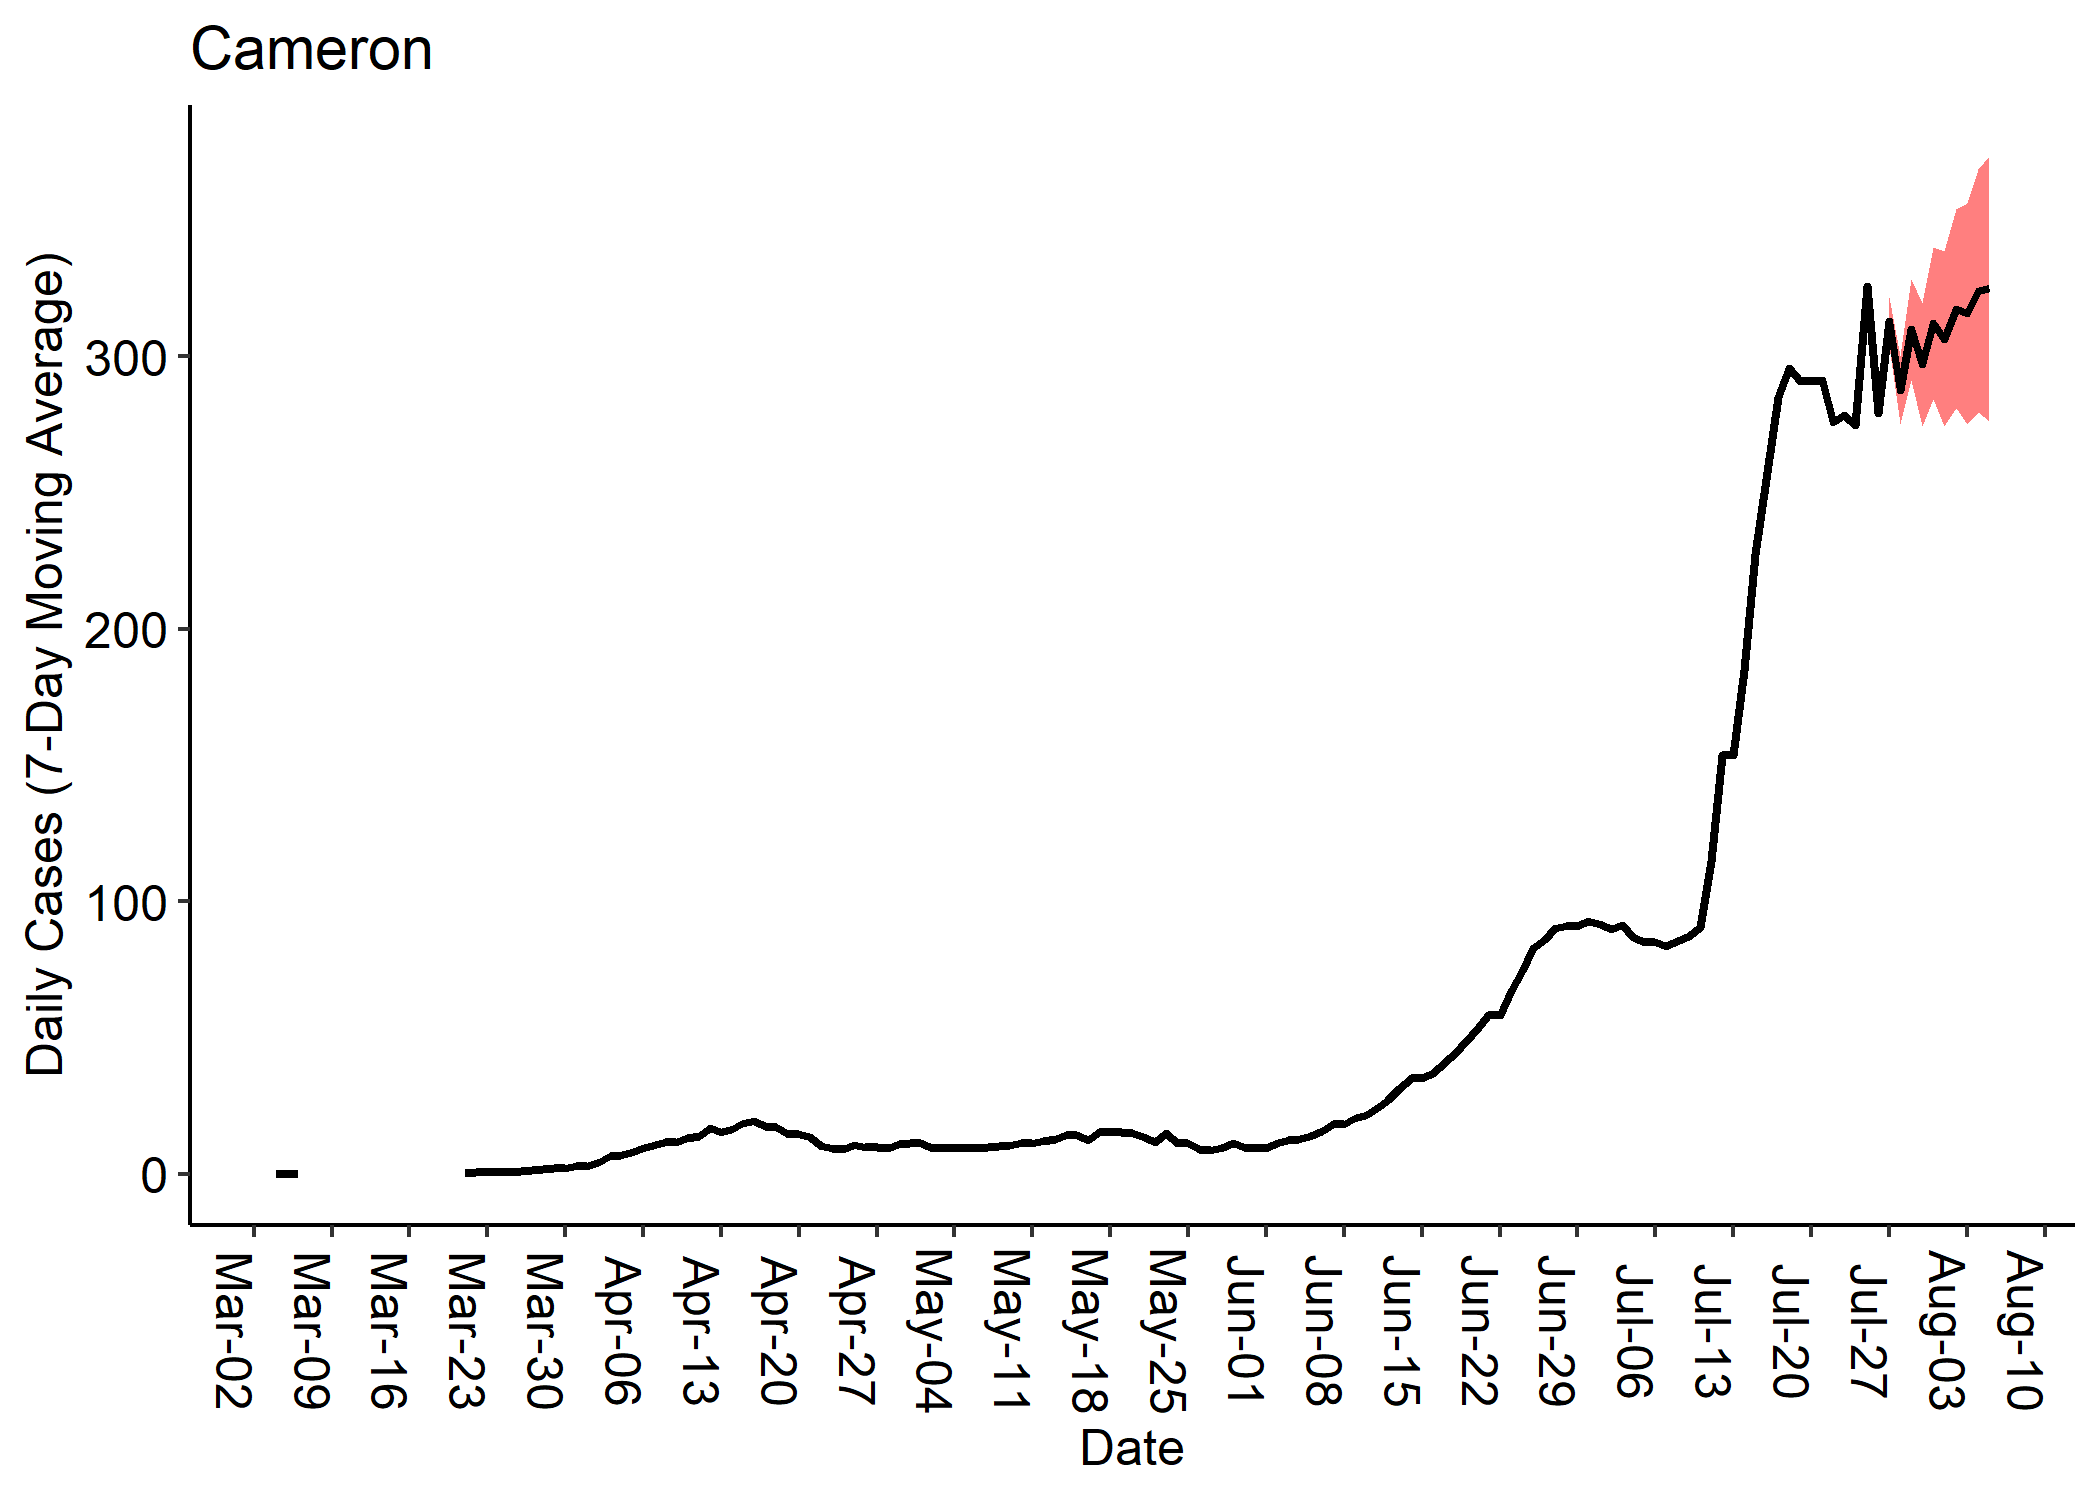 Cameron
Daily Cases (7-Day Moving Average)
300
200
100
0
Mar-02
Mar-09
Mar-16
Mar-23
Mar-30
Apr-06
Apr-13
Apr-20
Apr-27
May-04
May-11
May-18
May-25
Jun-01
Jun-08
Jun-15
Jun-22
Jun-29
Jul-06
Jul-13
Jul-20
Jul-27
Aug-03
Aug-10
Date